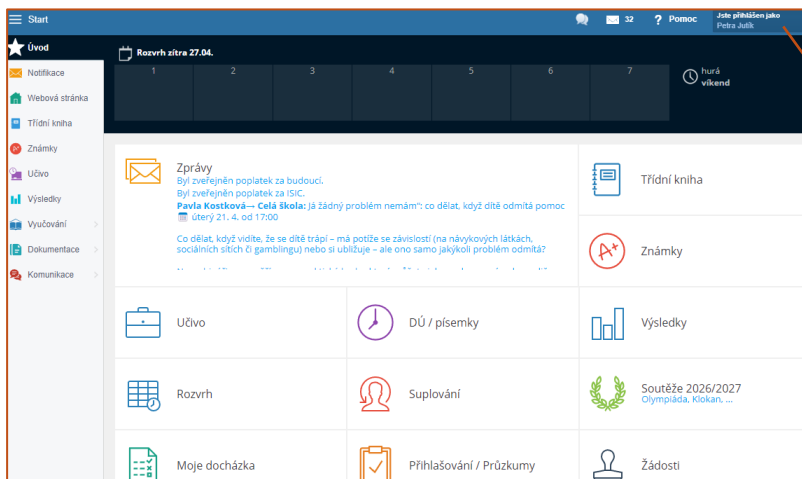 Start
32
? Pomoc
Jste přihlášen jako
Petra Jutik
Úvod
Notifikace
Webová stránka
Třídní kniha
Známky
Učivo
Výsledky
Vyučování
Dokumentace
Komunikace
Rozvrh zítra 27.04.
1 2 3 4 5 6 7
hurá
víkend
Zprávy
Byl zveřejněn poplatek za budoucí.
Byl zveřejněn poplatek za ISIC.
Pavla Kostková→ Celá škola: Já žádný problém nemám": co dělat, když dítě odmítá pomoc
úterý 21. 4. od 17:00
Co dělat, když vidíte, že se dítě trápí – má potíže se závislostí (na návykových látkách,
sociálních sítích či gamblingu) nebo si ubližuje – ale ono samo jakýkoli problém odmítá?
Třídní kniha
A+
Známky
Učivo
DÚ / písemky
Výsledky
Rozvrh
Suplování
Soutěže 2026/2027
Olympiáda, Klokan, ...
Moje docházka
Přihlašování / Průzkumy
Žádosti